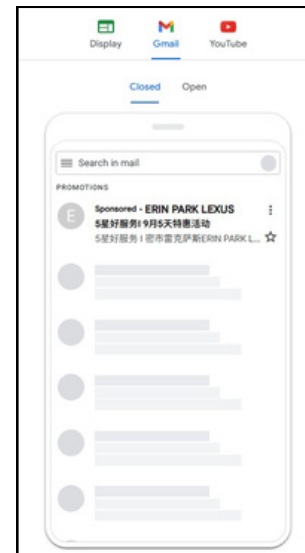 Display Gmail YouTube
Closed Open
Search in mail
PROMOTIONS
E
Sponsored - ERIN PARK LEXUS
5星好服务! 9月5天特惠活动
5星好服务 I 密市雷克萨斯ERIN PARK L...